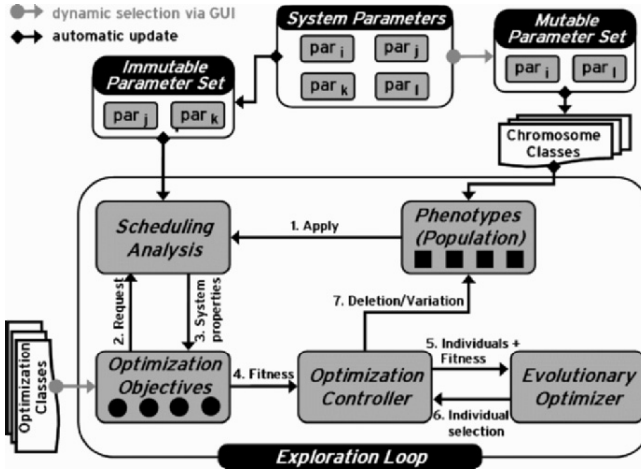 dynamic selection via GUI
automatic update
System Parameters
par i
par j
par k
par l
Mutable
Parameter Set
par i
par l
Immutable
Parameter Set
par j
par k
Chromosome
Classes
Scheduling
Analysis
1. Apply
Phenotypes
(Population)
2. Request
3. System
properties
7. Deletion/Variation
Optimization
Classes
Optimization
Objectives
4. Fitness
Optimization
Controller
5. Individuals +
Fitness
6. Individual
selection
Evolutionary
Optimizer
Exploration Loop